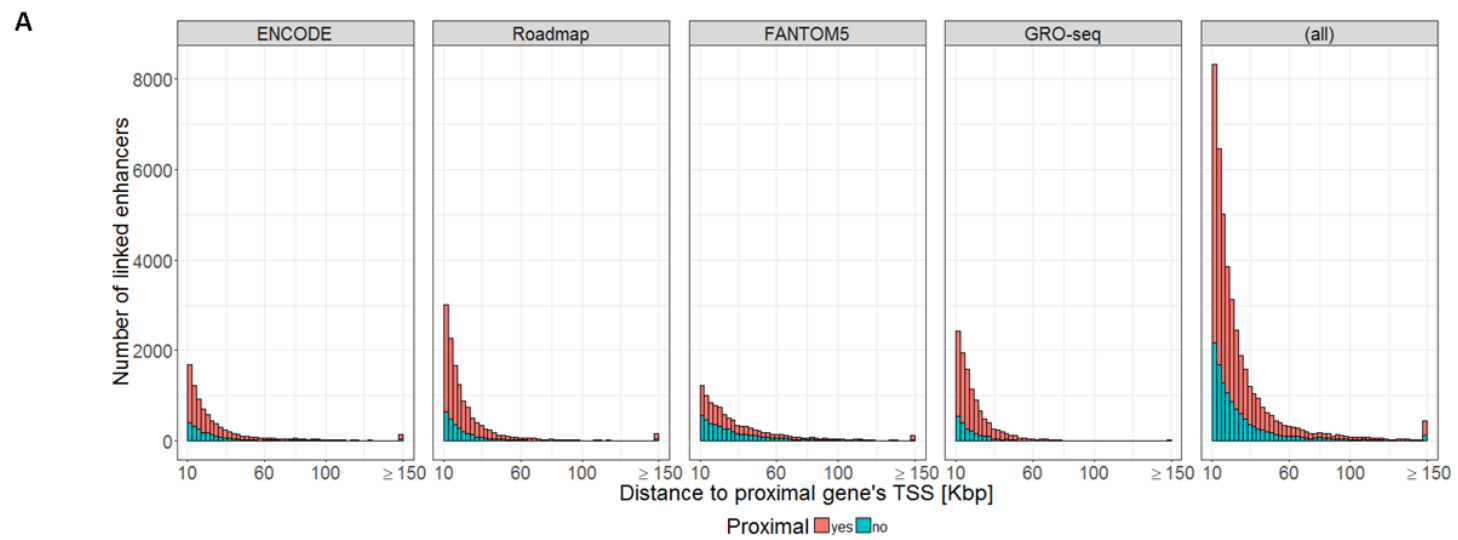 A
ENCODE Roadmap FANTOM5 GRO-seq (all)
Number of linked enhancers
8000
6000
4000
2000
0
10 60 100 ≥150 10 60 100 ≥150 10 60 100 ≥150 10 60 100 ≥150 10 60 100 ≥150
Distance to proximal gene's TSS [Kbp]
Proximal yes no